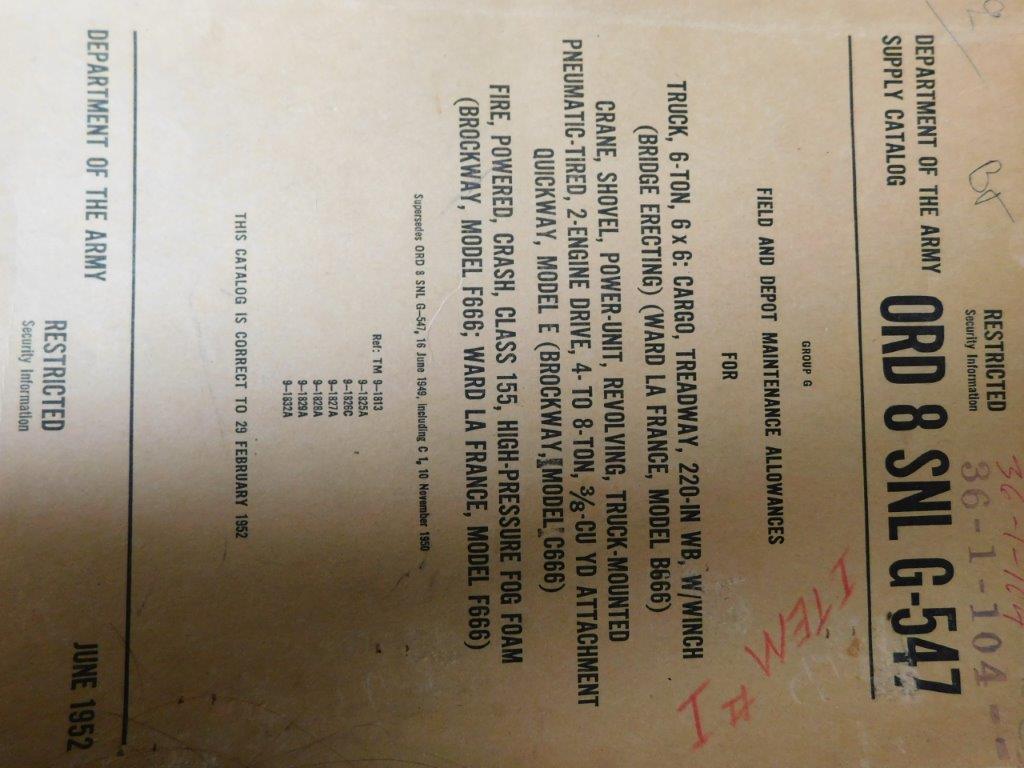 RESTRICTED
Security Information
36-1-104
36-1-104--
DEPARTMENT OF THE ARMY
SUPPLY CATALOG
ORD 8 SNL G-547
GROUP G
FIELD AND DEPOT MAINTENANCE ALLOWANCES
FOR
ITEM
# 1
TRUCK, 6-TON, 6 x 6: CARGO, TREADWAY, 220-IN WB, W/WINCH
(BRIDGE ERECTING) (WARD LA FRANCE, MODEL B666)
CRANE, SHOVEL, POWER-UNIT, REVOLVING, TRUCK-MOUNTED
PNEUMATIC-TIRED, 2-ENGINE DRIVE, 4- TO 8-TON, 3/8-CU YD ATTACHMENT
QUICKWAY, MODEL E (BROCKWAY, MODEL C666)
FIRE, POWERED, CRASH, CLASS 155, HIGH-PRESSURE FOG FOAM
(BROCKWAY, MODEL F666; WARD LA FRANCE, MODEL F666)
Supersedes ORD 8 SNL G-547, 16 June 1949, including C 1, 10 November 1950
Ref: TM 9-1813
9-1825A
9-1826C
9-1827A
9-1828A
9-1829A
9-1832A
THIS CATALOG IS CORRECT TO 29 FEBRUARY 1952
DEPARTMENT OF THE ARMY
JUNE 1952
RESTRICTED
Security Information